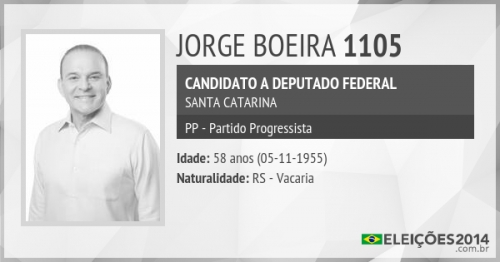 JORGE BOEIRA 1105
CANDIDATO A DEPUTADO FEDERAL
SANTA CATARINA
PP - Partido Progressista
Idade: 58 anos (05-11-1955)
Naturalidade: RS - Vacaria
ELEIÇÕES2014
.com.br